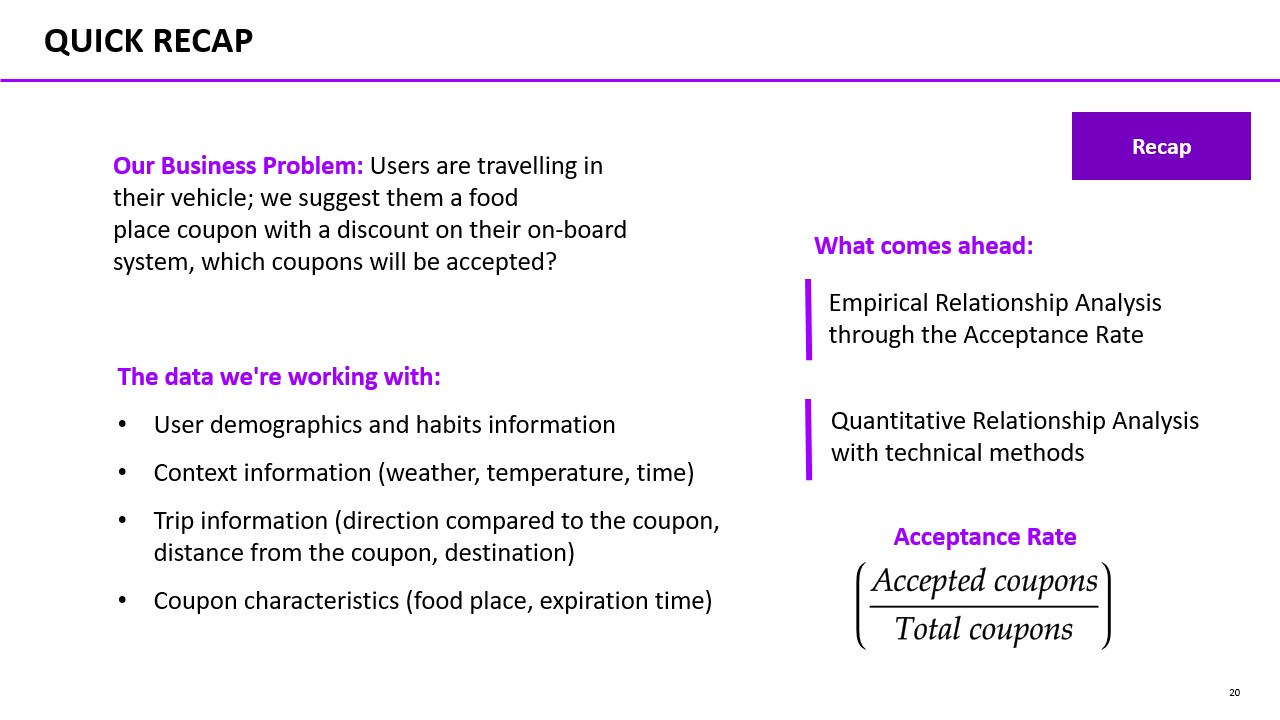 QUICK RECAP
Recap
Our Business Problem: Users are travelling in
their vehicle; we suggest them a food
place coupon with a discount on their on-board
system, which coupons will be accepted?
The data we're working with:
• User demographics and habits information
• Context information (weather, temperature, time)
• Trip information (direction compared to the coupon,
distance from the coupon, destination)
• Coupon characteristics (food place, expiration time)
What comes ahead:
Empirical Relationship Analysis
through the Acceptance Rate
Quantitative Relationship Analysis
with technical methods
Acceptance Rate
Accepted coupons
Total coupons
20